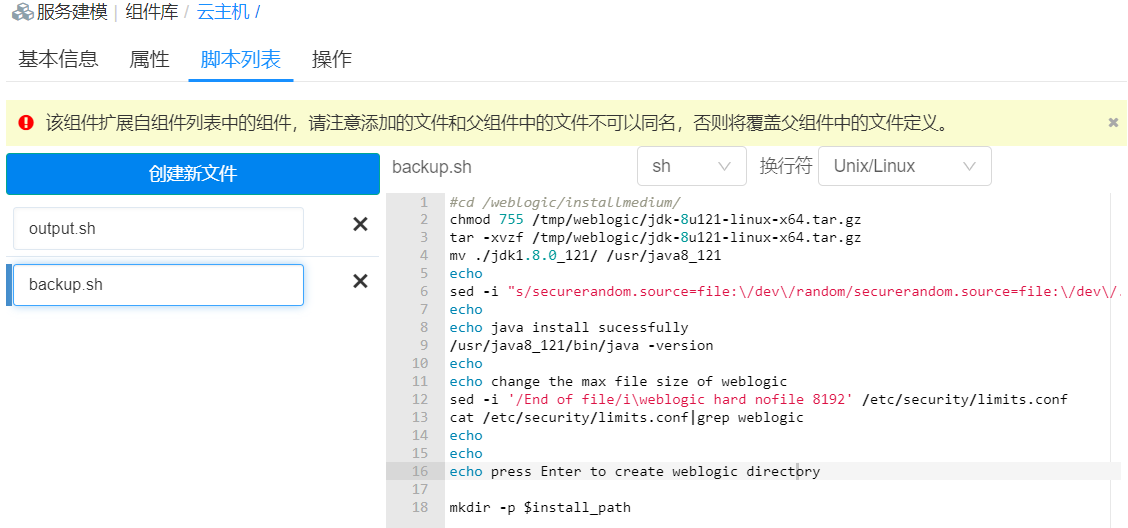 服务建模 | 组件库 / 云主机 /
基本信息 属性 脚本列表 操作
该组件扩展自组件列表中的组件，请注意添加的文件和父组件中的文件不可以同名，否则将覆盖父组件中的文件定义。
创建新文件
output.sh
backup.sh
backup.sh sh 换行符 Unix/Linux
1 #cd /weblogic/installmedium/
2 chmod 755 /tmp/weblogic/jdk-8u121-linux-x64.tar.gz
3 tar -xvzf /tmp/weblogic/jdk-8u121-linux-x64.tar.gz
4 mv ./jdk1.8.0_121/ /usr/java8_121
5 echo
6 sed -i "s/securerandom.source=file:\/dev\/random/securerandom.source=file:\/dev\/.
7 echo
8 echo java install sucessfully
9 /usr/java8_121/bin/java -version
10 echo
11 echo change the max file size of weblogic
12 sed -i '/End of file/i\weblogic hard nofile 8192' /etc/security/limits.conf
13 cat /etc/security/limits.conf|grep weblogic
14 echo
15 echo
16 echo press Enter to create weblogic directory
17
18 mkdir -p $install_path